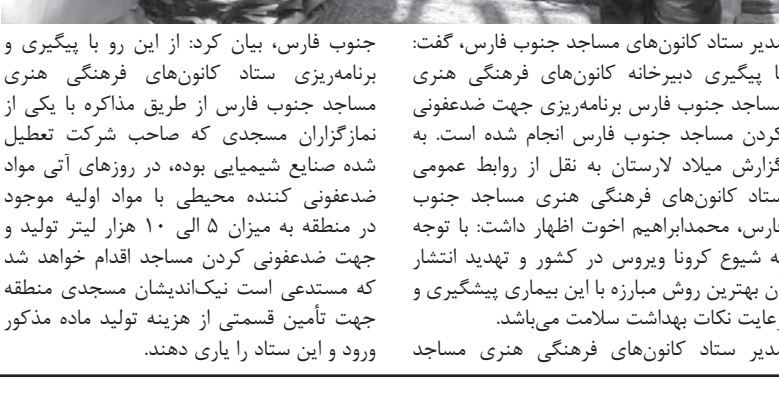 مدیر ستاد کانون‌های مساجد جنوب فارس، گفت:
با پیگیری دبیرخانه کانون‌های فرهنگی هنری
مساجد جنوب فارس برنامه‌ریزی جهت ضدعفونی
کردن مساجد جنوب فارس انجام شده است. به
گزارش میلاد لارستان به نقل از روابط عمومی
ستاد کانون‌های فرهنگی هنری مساجد جنوب
فارس، محمدابراهیم اخوت اظهار داشت: با توجه
به شیوع کرونا ویروس در کشور و تهدید انتشار
آن بهترین روش مبارزه با این بیماری پیشگیری و
رعایت نکات بهداشت سلامت می‌باشد.
مدیر ستاد کانون‌های فرهنگی هنری مساجد
جنوب فارس، بیان کرد: از این رو با پیگیری و
برنامه‌ریزی ستاد کانون‌های فرهنگی هنری
مساجد جنوب فارس از طریق مذاکره با یکی از
نمازگزاران مسجدی که صاحب شرکت تعطیل
شده صنایع شیمیایی بوده، در روزهای آتی مواد
ضدعفونی کننده محیطی با مواد اولیه موجود
در منطقه به میزان ۵ الی ۱۰ هزار لیتر تولید و
جهت ضدعفونی کردن مساجد اقدام خواهد شد
که مستدعی است نیک‌اندیشان مسجدی منطقه
جهت تأمین قسمتی از هزینه تولید ماده مذکور
ورود و این ستاد را یاری دهند.